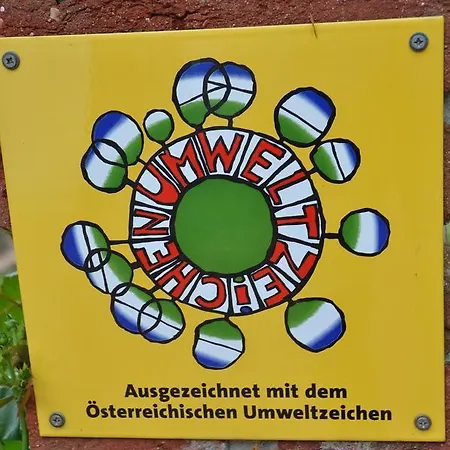 UMWELTZEICHEN
Ausgezeichnet mit dem
Österreichischen Umweltzeichen